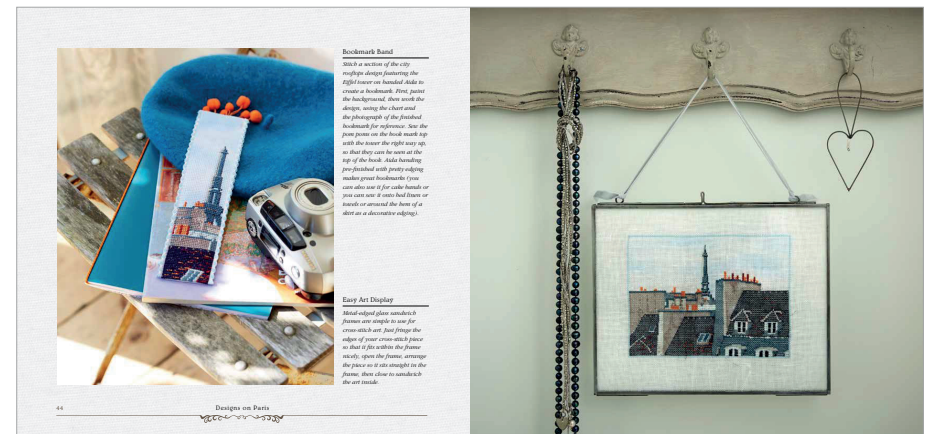 Bookmark Band
Stitch a section of the city
rooftops design featuring the
Eiffel tower on banded Aida to
create a bookmark. First, paint
the background, then work the
design, using the chart and
the photograph of the finished
bookmark for reference. Sew the
pom poms on the book mark top
with the tower the right way up,
so that they can be seen at the
top of the book. Aida banding
pre-finished with pretty edging
makes great bookmarks (you
can also use it for cake bands or
you can sew it onto bed linen or
towels or around the hem of a
skirt as a decorative edging).
Easy Art Display
Metal-edged glass sandwich
frames are simple to use for
cross-stitch art. Just fringe the
edges of your cross-stitch piece
so that it fits within the frame
nicely, open the frame, arrange
the piece so it sits straight in the
frame, then close to sandwich
the art inside.
44
Designs on Paris